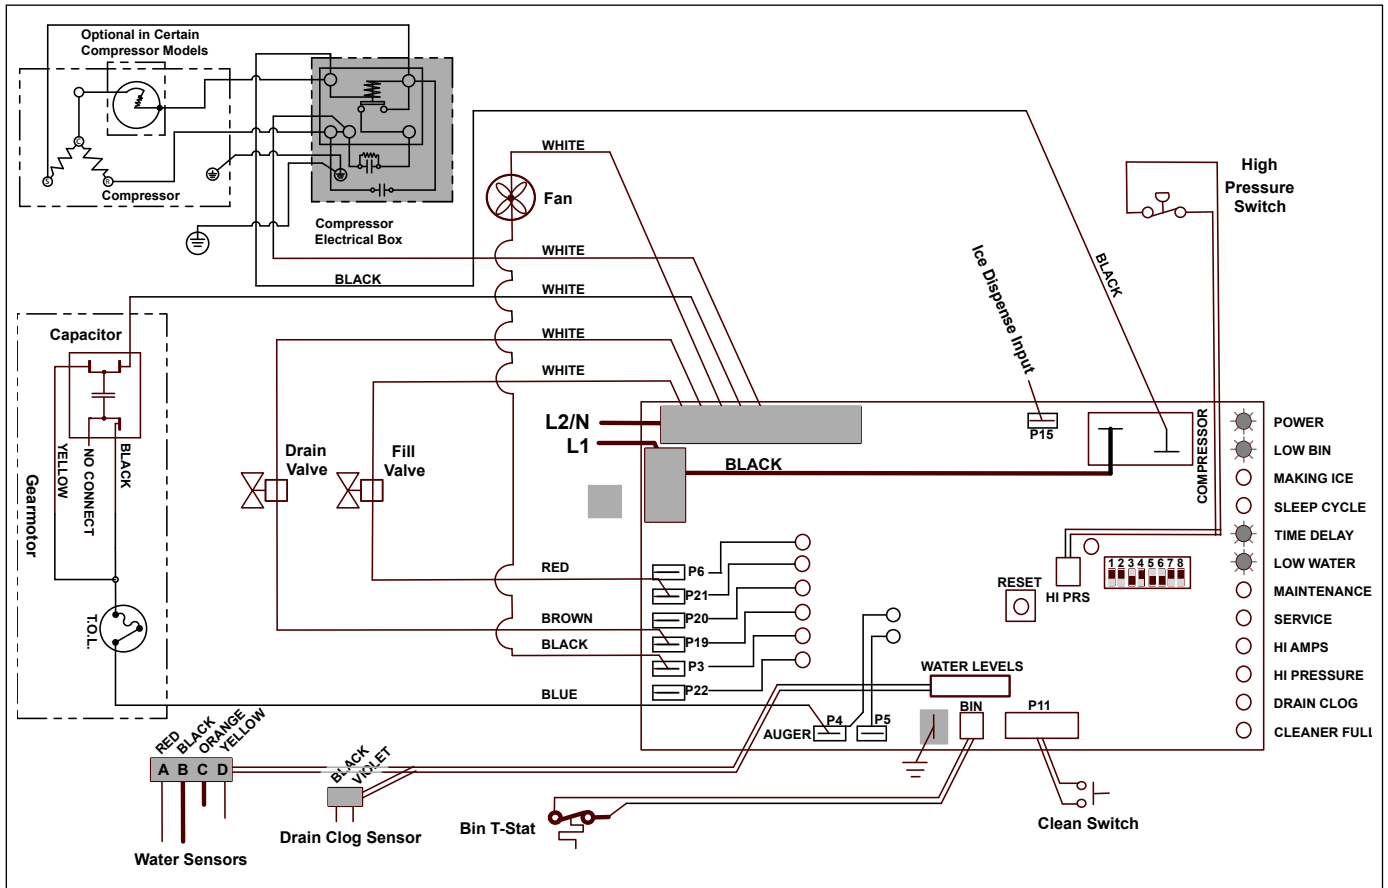 Optional in Certain
Compressor Models
C
S
R
Compressor
Compressor
Electrical Box
WHITE
Fan
WHITE
BLACK
WHITE
WHITE
WHITE
BLACK
Ice Dispense Input
High
Pressure
Switch
Capacitor
YELLOW
NO CONNECT
BLACK
Gearmotor
T.O.L.
Drain
Valve
Fill
Valve
L2/N
L1
BLACK
P15
COMPRESSOR
POWER
LOW BIN
MAKING ICE
SLEEP CYCLE
TIME DELAY
LOW WATER
MAINTENANCE
SERVICE
HI AMPS
HI PRESSURE
DRAIN CLOG
CLEANER FULL
RED
BROWN
BLACK
BLUE
P6
P21
P20
P19
P3
P22
1 2 3 4 5 6 7 8
HI PRS
RESET
WATER LEVELS
AUGER
P4
P5
BIN
P11
RED
BLACK
ORANGE
YELLOW
A B C D
Water Sensors
BLACK
VIOLET
Drain Clog Sensor
Bin T-Stat
Clean Switch